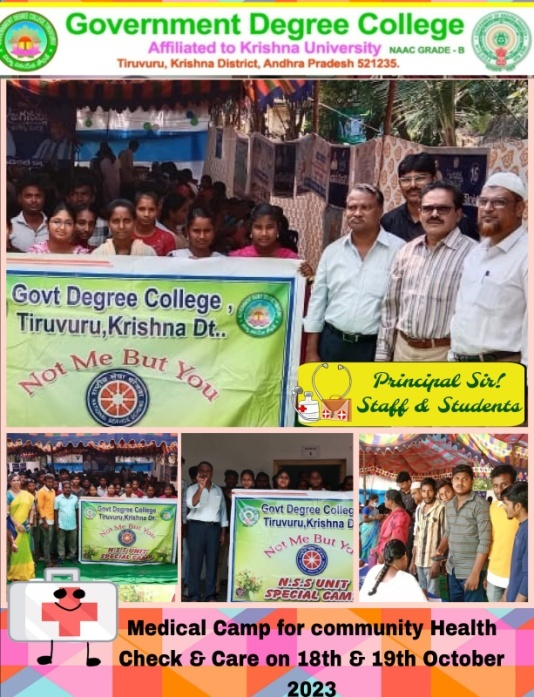 Government Degree College
Affiliated to Krishna University NAAC GRADE - B
Tiruvuru, Krishna District, Andhra Pradesh 521235.
Govt Degree College ,
Tiruvuru,Krishna Dt..
Not Me But You
Principal Sir!
Staff & Students
Govt Degree College
Tiruvuru,Krishna Dt.
Not Me But You
N.S.S UNIT
SPECIAL CAMP
Govt Degree College
Tiruvuru,Krishna D
Not Me But You
N.S.S UNIT
SPECIAL CAM
Medical Camp for community Health
Check & Care on 18th & 19th October
2023